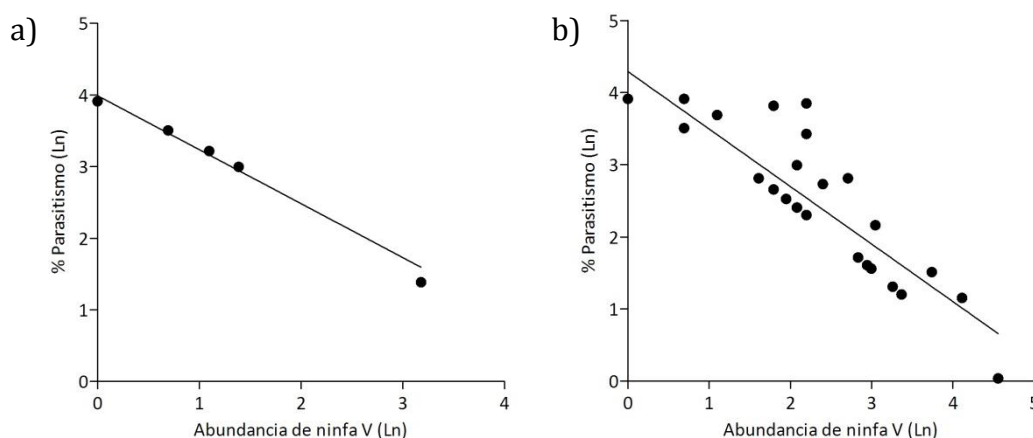 a)
5
4
3
2
1
0
% Parasitismo (Ln)
0 1 2 3 4
Abundancia de ninfa V (Ln)
b)
5
4
3
2
1
0
% Parasitismo (Ln)
0 1 2 3 4 5
Abundancia de ninfa V (Ln)